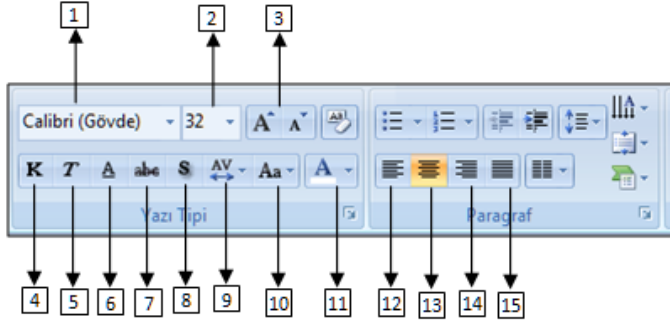 1 2 3
Calibri (Gövde) 32 A A Aa
K T A abc S AV Aa A
Yazı Tipi Paragraf
4 5 6 7 8 9 10 11 12 13 14 15